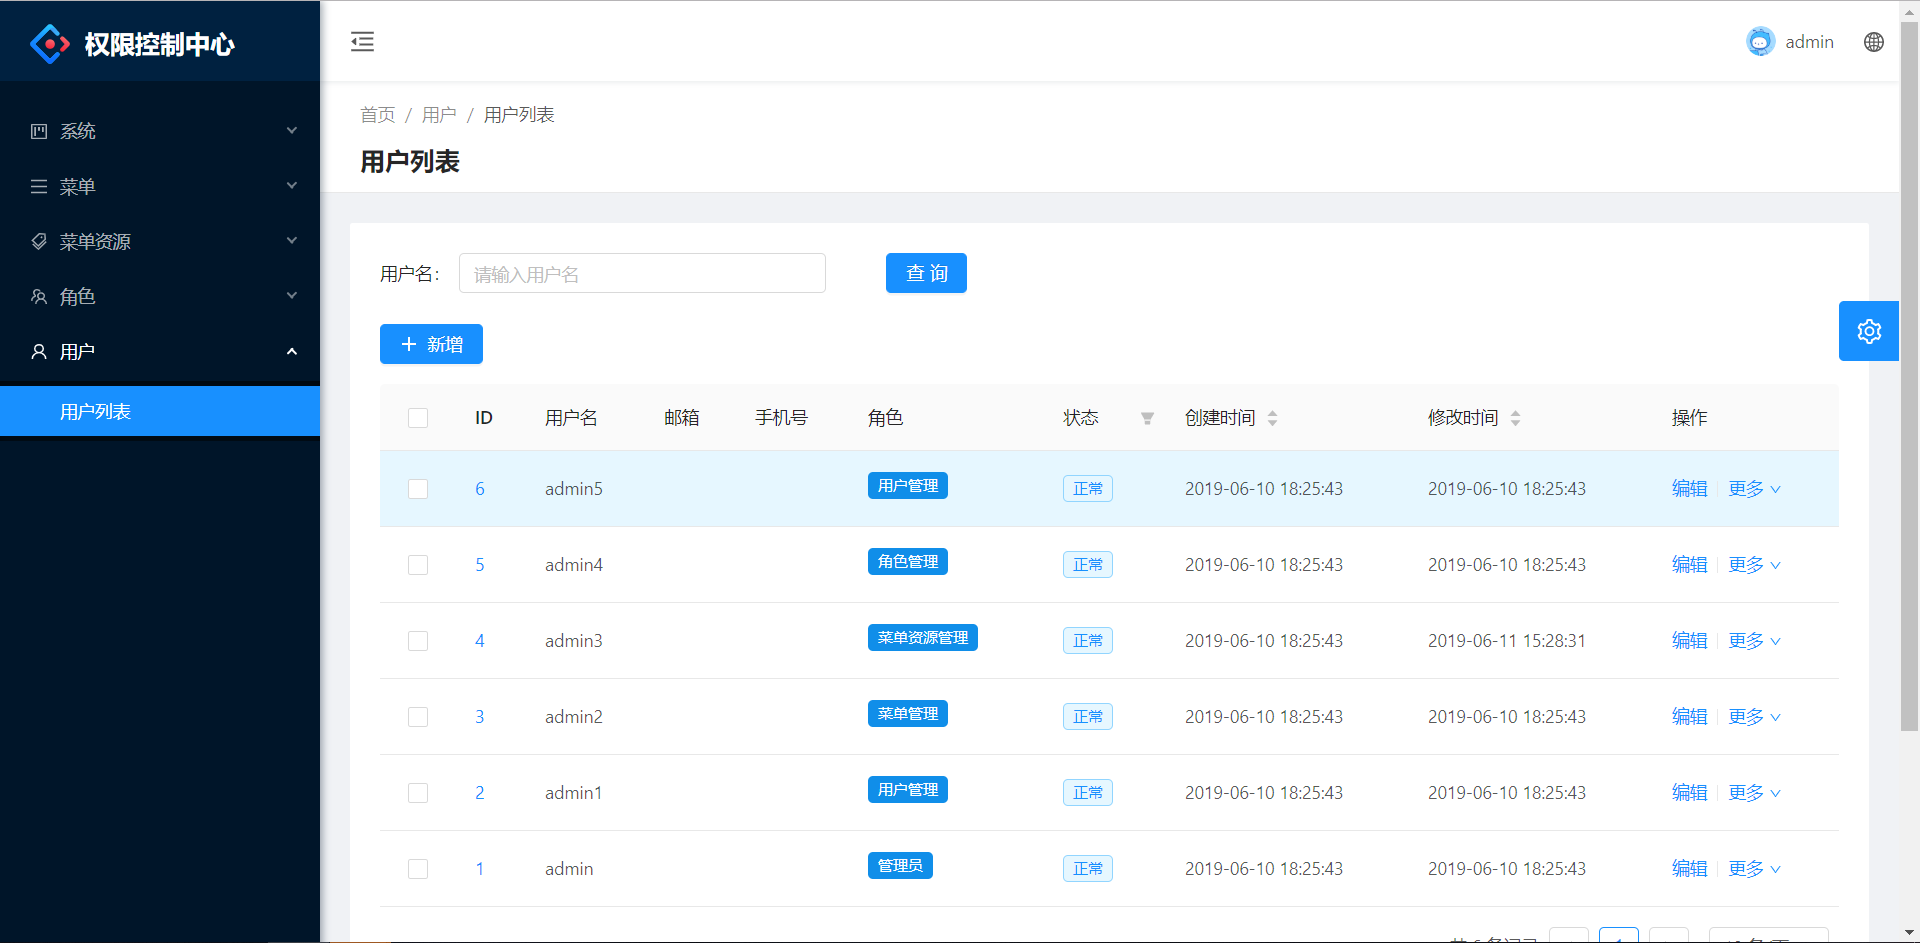 权限控制中心
admin
系统
菜单
菜单资源
角色
用户
用户列表
首页 / 用户 / 用户列表
用户列表
用户名： 请输入用户名 查 询
+ 新增
ID 用户名 邮箱 手机号 角色 状态 创建时间 修改时间 操作
6 admin5 用户管理 正常 2019-06-10 18:25:43 2019-06-10 18:25:43 编辑 更多
5 admin4 角色管理 正常 2019-06-10 18:25:43 2019-06-10 18:25:43 编辑 更多
4 admin3 菜单资源管理 正常 2019-06-10 18:25:43 2019-06-11 15:28:31 编辑 更多
3 admin2 菜单管理 正常 2019-06-10 18:25:43 2019-06-10 18:25:43 编辑 更多
2 admin1 用户管理 正常 2019-06-10 18:25:43 2019-06-10 18:25:43 编辑 更多
1 admin 管理员 正常 2019-06-10 18:25:43 2019-06-10 18:25:43 编辑 更多